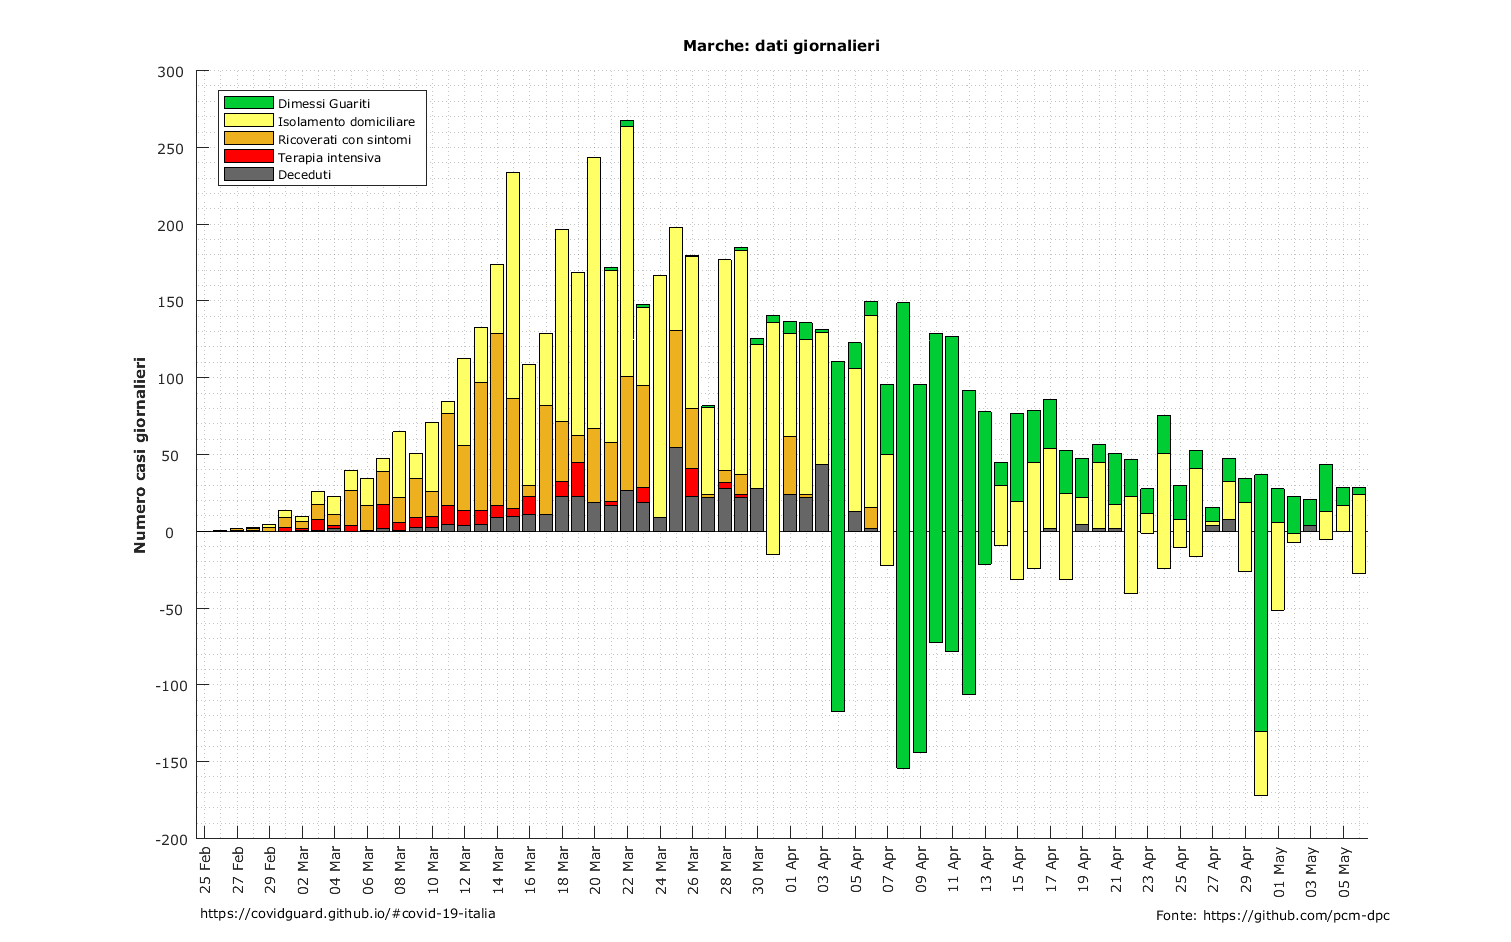 Marche: dati giornalieri
Numero casi giornalieri
300
250
200
150
100
50
0
-50
-100
-150
-200
Dimessi Guariti
Isolamento domiciliare
Ricoverati con sintomi
Terapia intensiva
Deceduti
25 Feb
27 Feb
29 Feb
02 Mar
04 Mar
06 Mar
08 Mar
10 Mar
12 Mar
14 Mar
16 Mar
18 Mar
20 Mar
22 Mar
24 Mar
26 Mar
28 Mar
30 Mar
01 Apr
03 Apr
05 Apr
07 Apr
09 Apr
11 Apr
13 Apr
15 Apr
17 Apr
19 Apr
21 Apr
23 Apr
25 Apr
27 Apr
29 Apr
01 May
03 May
05 May
https://covidguard.github.io/#covid-19-italia
Fonte: https://github.com/pcm-dpc